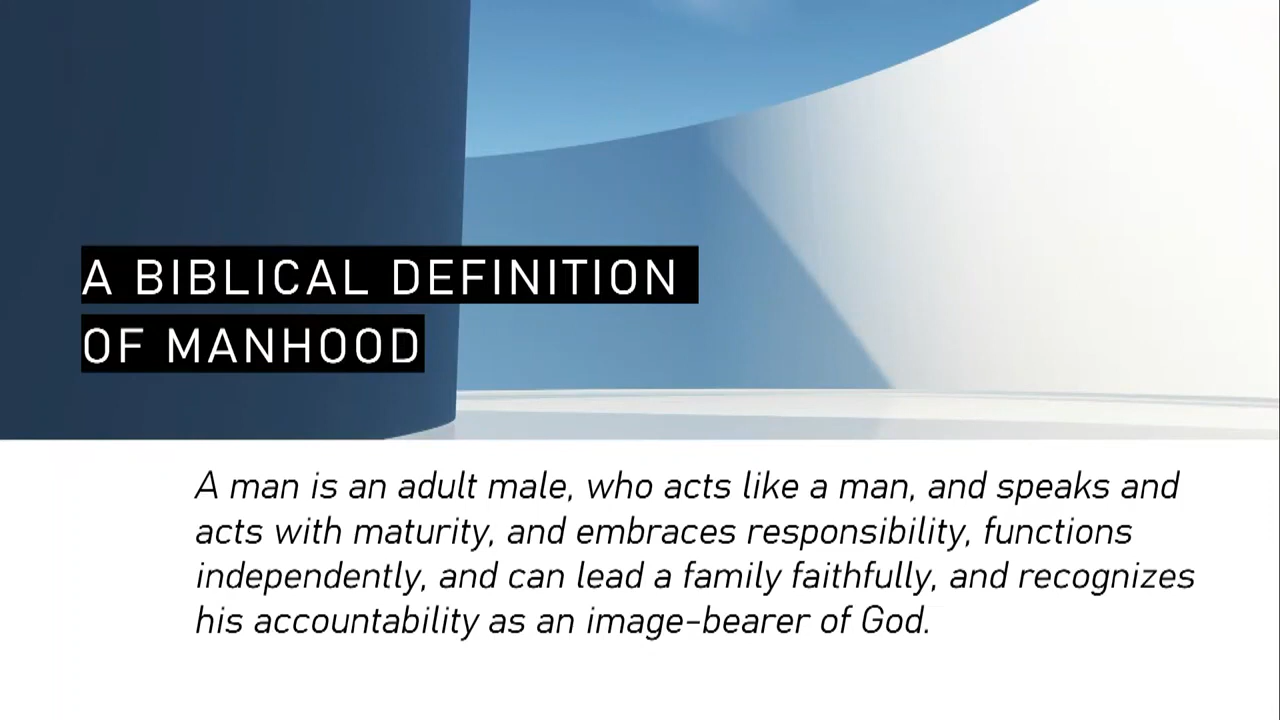 A BIBLICAL DEFINITION
OF MANHOOD
A man is an adult male, who acts like a man, and speaks and
acts with maturity, and embraces responsibility, functions
independently, and can lead a family faithfully, and recognizes
his accountability as an image-bearer of God.